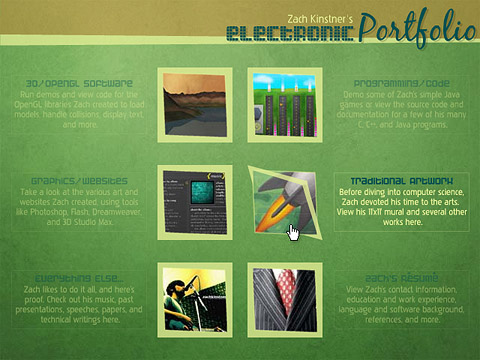 Zach Kinstner's
Electronic Portfolio
3D/OpenGL Software
Run demos and view code for the
OpenGL libraries Zach created to load
models, handle collisions, display text,
and more.
Programming/Code
Demo some of Zach's simple Java
games or view the source code and
documentation for a few of his many
C, C++, and Java programs.
Graphics/Websites
Take a look at the various art and
websites Zach created, using tools
like Photoshop, Flash, Dreamweaver,
and 3D Studio Max.
Traditional Artwork
Before diving into computer science,
Zach devoted his time to the arts.
View his 11x11 mural and several other
works here.
Everything Else...
Zach likes to do it all, and here's
proof. Check out his music, past
presentations, speeches, papers, and
technical writings here.
Zach's Résumé
View Zach's contact information,
education and work experience,
language and software background,
references, and more.